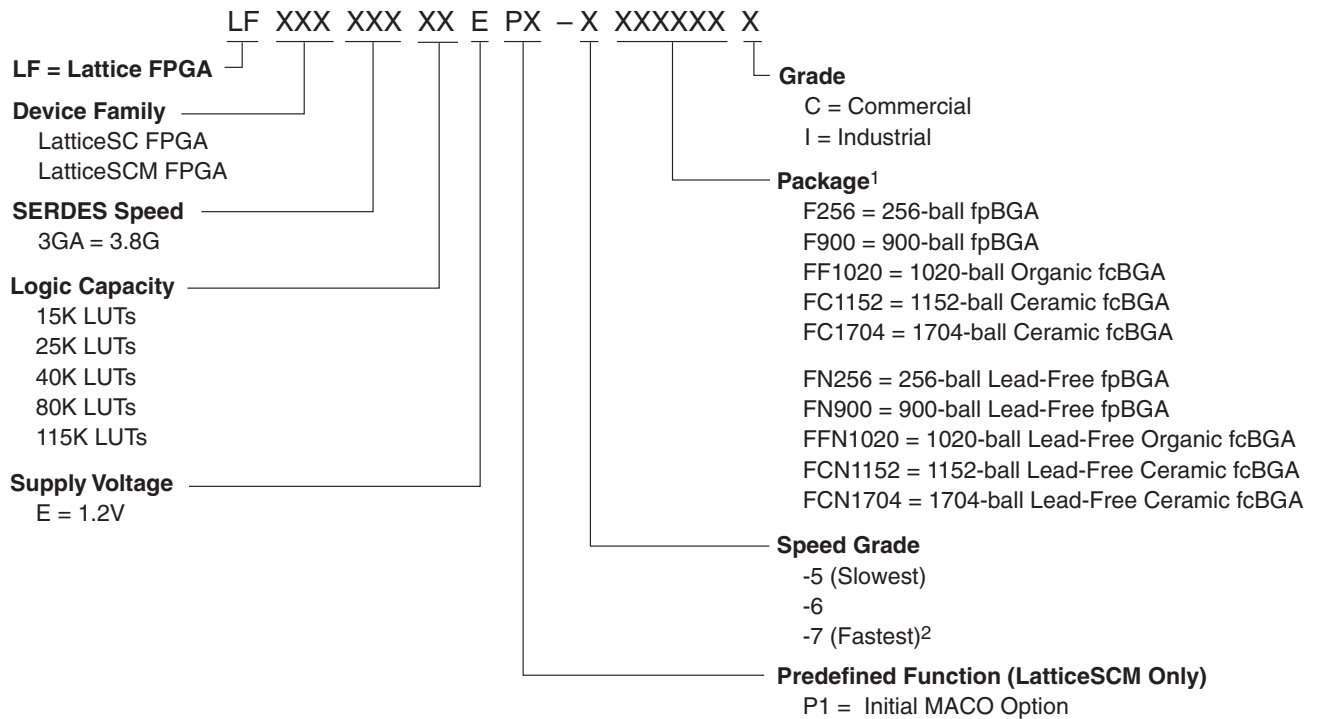 LF XXX XXX XX E PX – X XXXXXX X
LF = Lattice FPGA
Device Family
LatticeSC FPGA
LatticeSCM FPGA
SERDES Speed
3GA = 3.8G
Logic Capacity
15K LUTs
25K LUTs
40K LUTs
80K LUTs
115K LUTs
Supply Voltage
E = 1.2V
Grade
C = Commercial
I = Industrial
Package1
F256 = 256-ball fpBGA
F900 = 900-ball fpBGA
FF1020 = 1020-ball Organic fcBGA
FC1152 = 1152-ball Ceramic fcBGA
FC1704 = 1704-ball Ceramic fcBGA
FN256 = 256-ball Lead-Free fpBGA
FN900 = 900-ball Lead-Free fpBGA
FFN1020 = 1020-ball Lead-Free Organic fcBGA
FCN1152 = 1152-ball Lead-Free Ceramic fcBGA
FCN1704 = 1704-ball Lead-Free Ceramic fcBGA
Speed Grade
-5 (Slowest)
-6
-7 (Fastest)2
Predefined Function (LatticeSCM Only)
P1 = Initial MACO Option